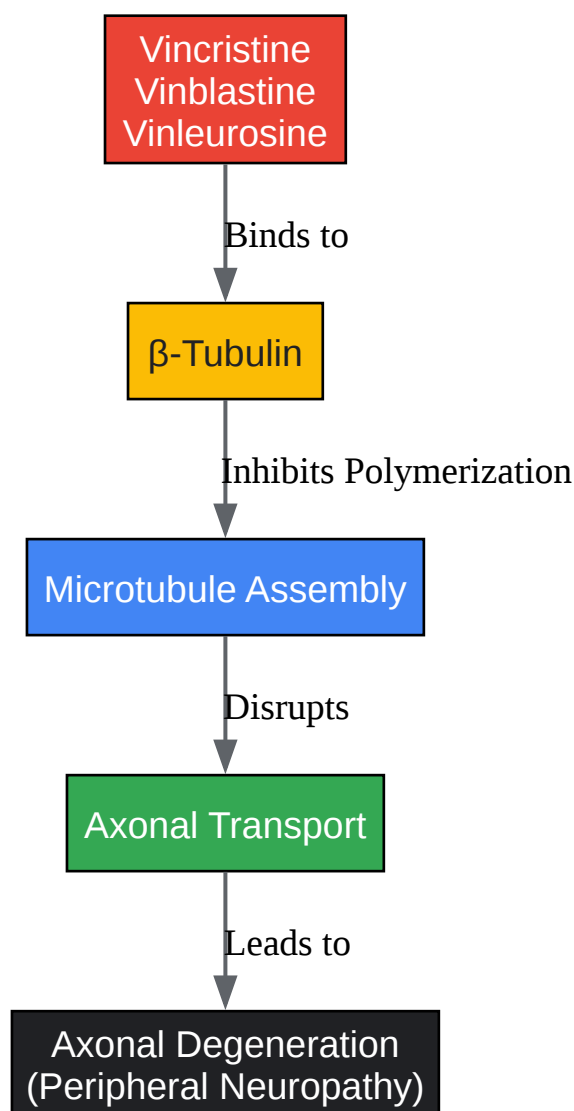 Vincristine
Vinblastine
Vinleurosine
Binds to
β-Tubulin
Inhibits Polymerization
Microtubule Assembly
Disrupts
Axonal Transport
Leads to
Axonal Degeneration
(Peripheral Neuropathy)